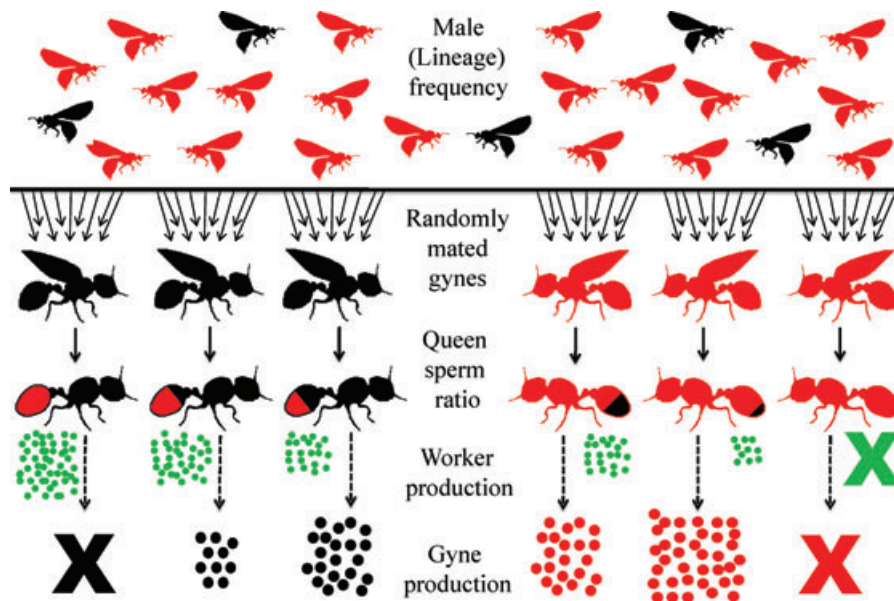 Male
(Lineage)
frequency
Randomly
mated
gynes
Queen
sperm
ratio
Worker
production
Gyne
production